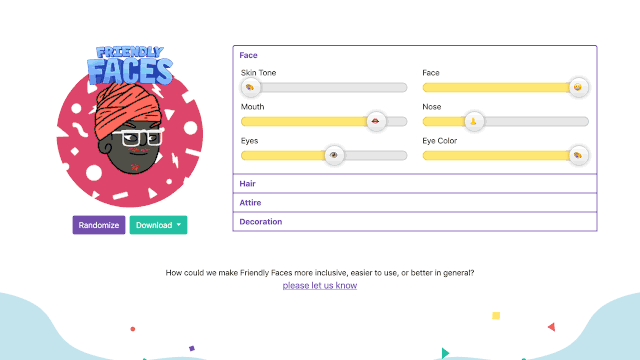 FRIENDLY
FACES
Face
Skin Tone
Face
Mouth
Nose
Eyes
Eye Color
Hair
Attire
Decoration
Randomize
Download
How could we make Friendly Faces more inclusive, easier to use, or better in general?
please let us know